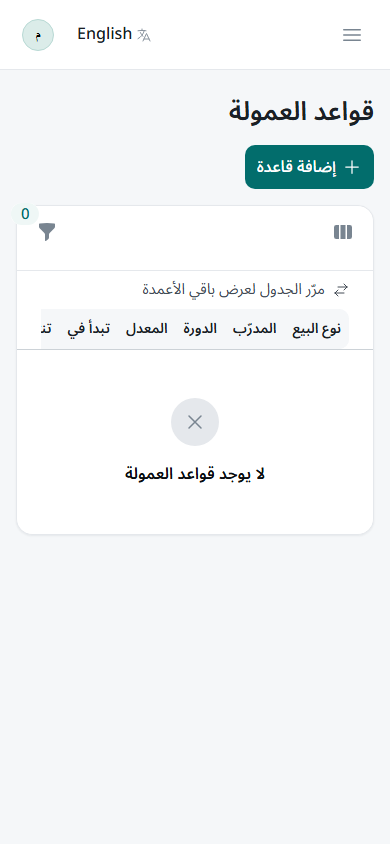 English
م
قواعد العمولة
إضافة قاعدة
0
مرّر الجدول لعرض باقي الأعمدة
نوع البيع المدرّب الدورة المعدل تبدأ في
لا يوجد قواعد العمولة